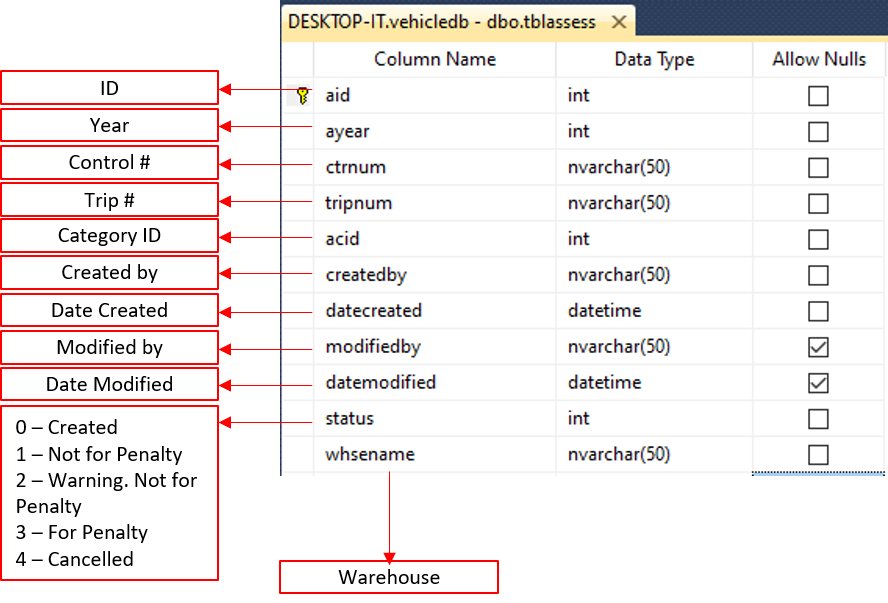 DESKTOP-IT.vehicledb - dbo.tblassess
Column Name Data Type Allow Nulls
ID aid int
Year ayear int
Control # ctrnum nvarchar(50)
Trip # tripnum nvarchar(50)
Category ID acid int
Created by createdby nvarchar(50)
Date Created datecreated datetime
Modified by modifiedby nvarchar(50)
Date Modified datemodified datetime
status int
whsename nvarchar(50)
0 – Created
1 – Not for Penalty
2 – Warning. Not for
Penalty
3 – For Penalty
4 – Cancelled
Warehouse